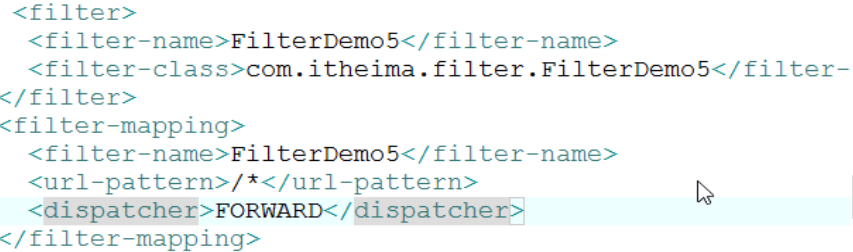 <filter>
<filter-name>FilterDemo5</filter-name>
<filter-class>com.itheima.filter.FilterDemo5</filter-
</filter>
<filter-mapping>
<filter-name>FilterDemo5</filter-name>
<url-pattern>/*</url-pattern>
<dispatcher>FORWARD</dispatcher>
</filter-mapping>